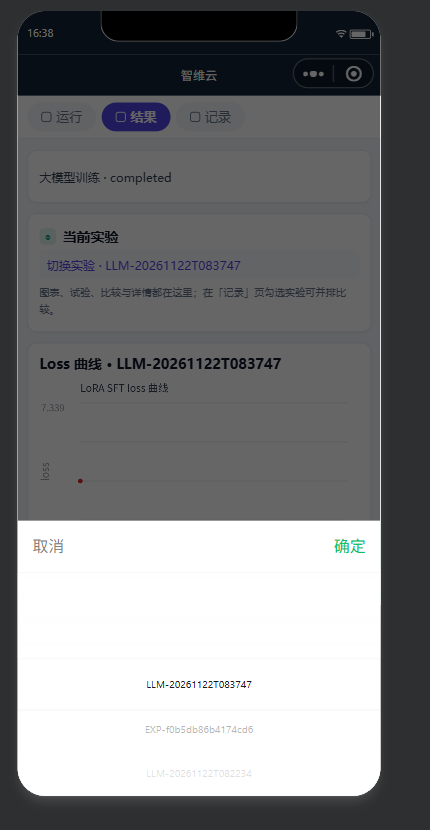 16:38
智维云
运行 结果 记录
大模型训练 · completed
当前实验
切换实验 · LLM-20261122T083747
图表、试验、比较与详情都在这里；在「记录」页勾选实验可并排比
较。
Loss 曲线 • LLM-20261122T083747
LoRA SFT loss 曲线
7.339
loss
取消 确定
LLM-20261122T083747
EXP-f0b5db86b4174cd6
LLM-20261122T082234